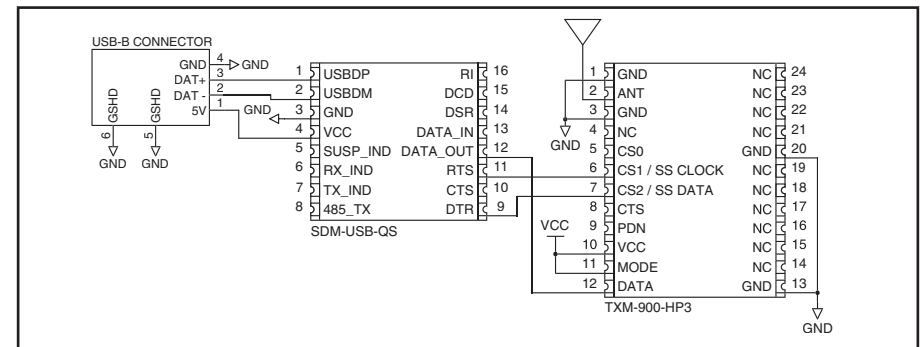 USB-B CONNECTOR
GND 4 GND
DAT+ 3
DAT - 2
5V 1
GSHD GSHD
6 5
GND GND
GND
1 USBDP RI 16
2 USBDM DCD 15
3 GND DSR 14
4 VCC DATA_IN 13
5 SUSP_IND DATA_OUT 12
6 RX_IND RTS 11
7 TX_IND CTS 10
8 485_TX DTR 9
SDM-USB-QS
GND
VCC
1 GND NC 24
2 ANT NC 23
3 GND NC 22
4 NC NC 21
5 CS0 GND 20
6 CS1 / SS CLOCK NC 19
7 CS2 / SS DATA NC 18
8 CTS NC 17
9 PDN NC 16
10 VCC NC 15
11 MODE NC 14
12 DATA GND 13
TXM-900-HP3
GND